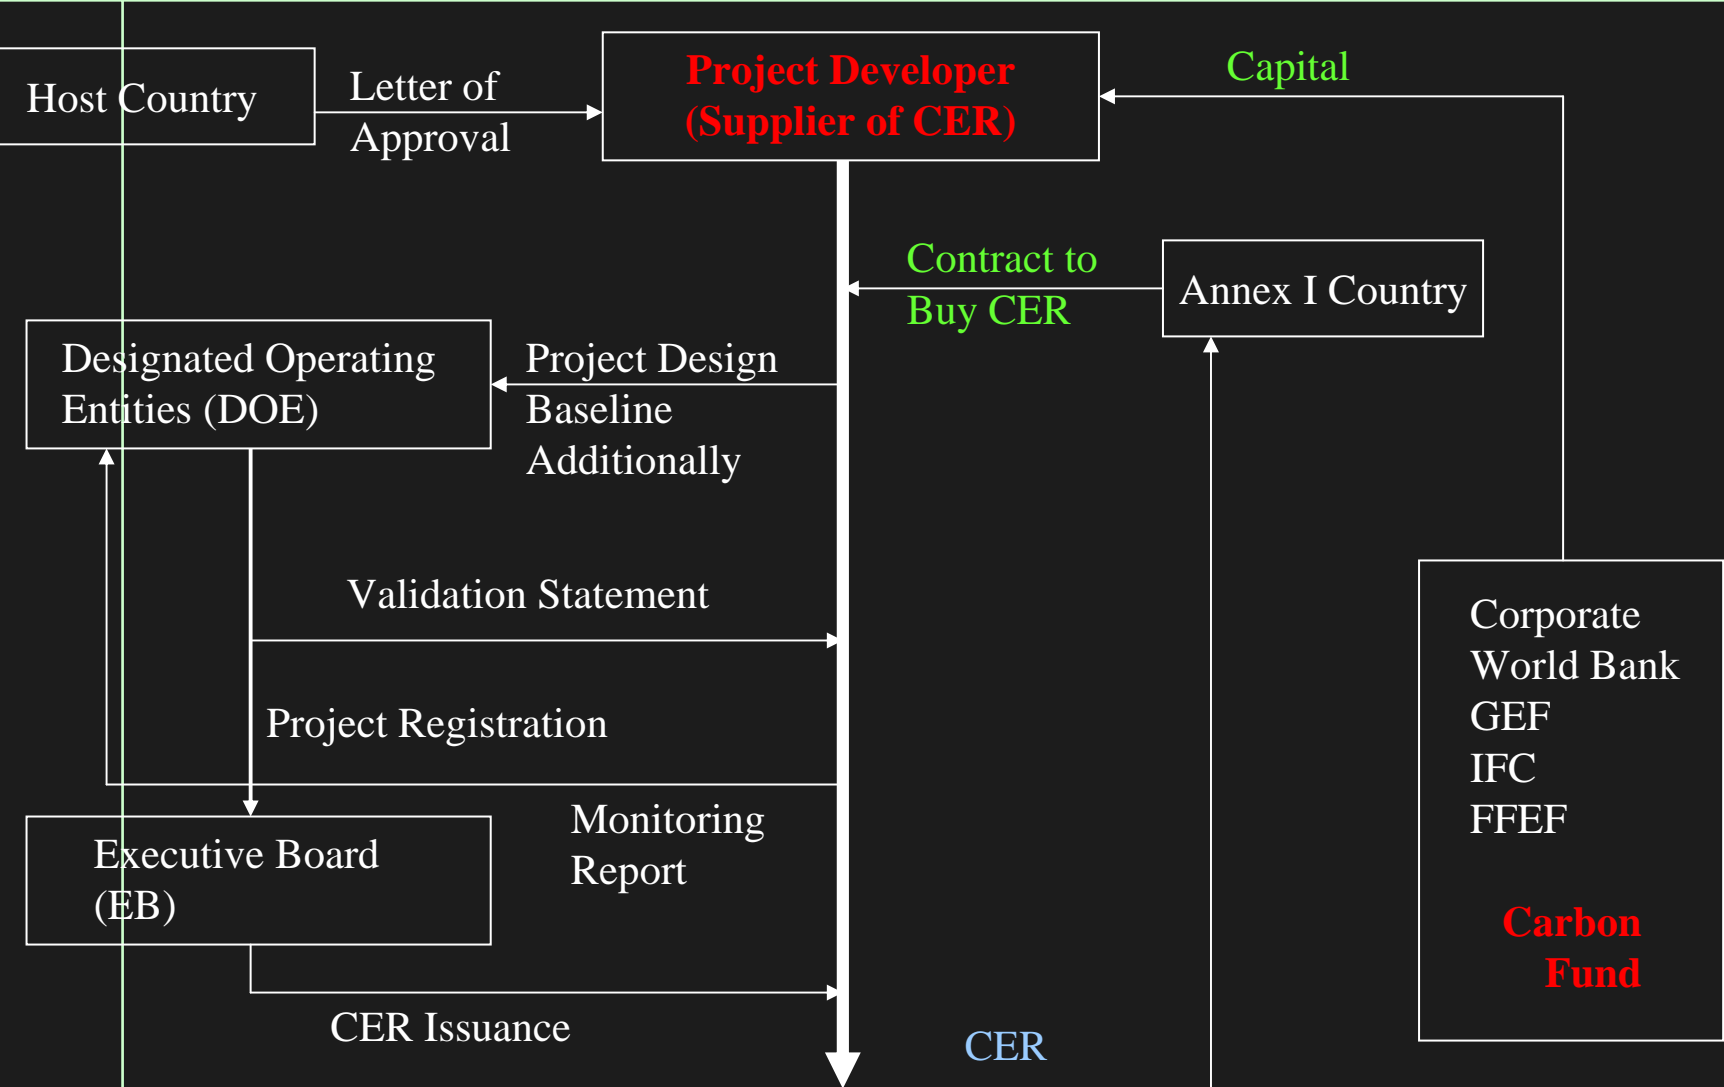 Host Country
Letter of
Approval
Project Developer
(Supplier of CER)
Capital
Contract to
Buy CER
Annex I Country
Designated Operating
Entities (DOE)
Project Design
Baseline
Additionally
Validation Statement
Project Registration
Monitoring
Report
Executive Board
(EB)
CER Issuance
CER
Corporate
World Bank
GEF
IFC
FFEF
Carbon
Fund